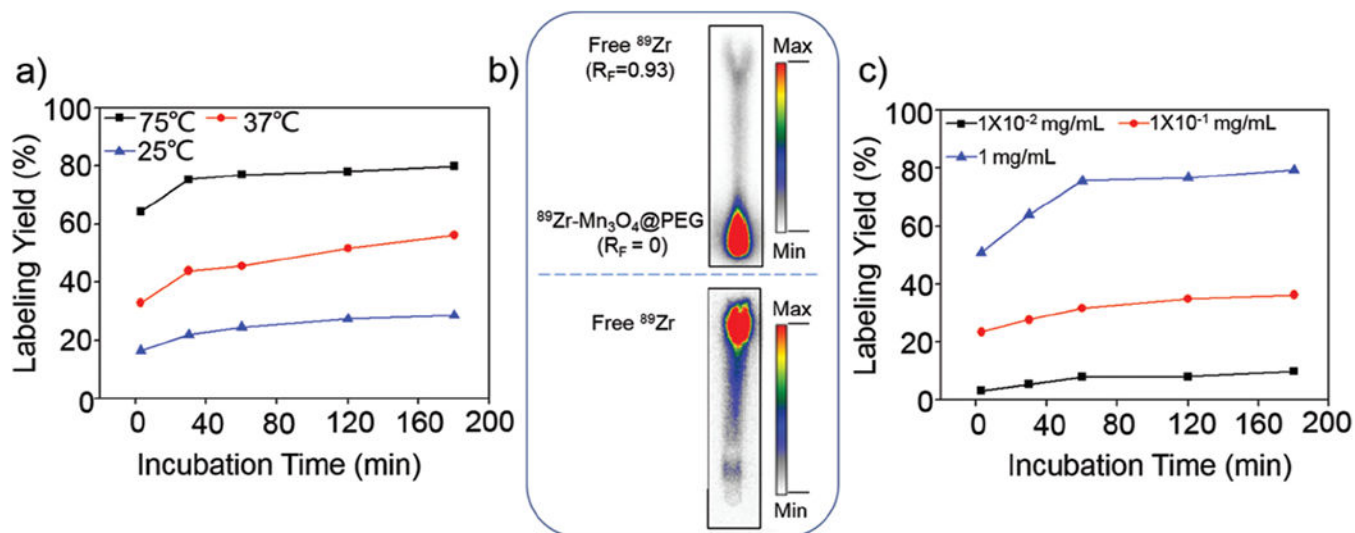 a)
Labeling Yield (%)
100
80
60
40
20
0
75℃
37℃
25℃
0 40 80 120 160 200
Incubation Time (min)
b)
Free ⁸⁹Zr
(R_F=0.93)
⁸⁹Zr-Mn₃O₄@PEG
(R_F = 0)
Max
Min
Free ⁸⁹Zr
Max
Min
c)
Labeling Yield (%)
100
80
60
40
20
0
1X10⁻² mg/mL
1X10⁻¹ mg/mL
1 mg/mL
0 40 80 120 160 200
Incubation Time (min)